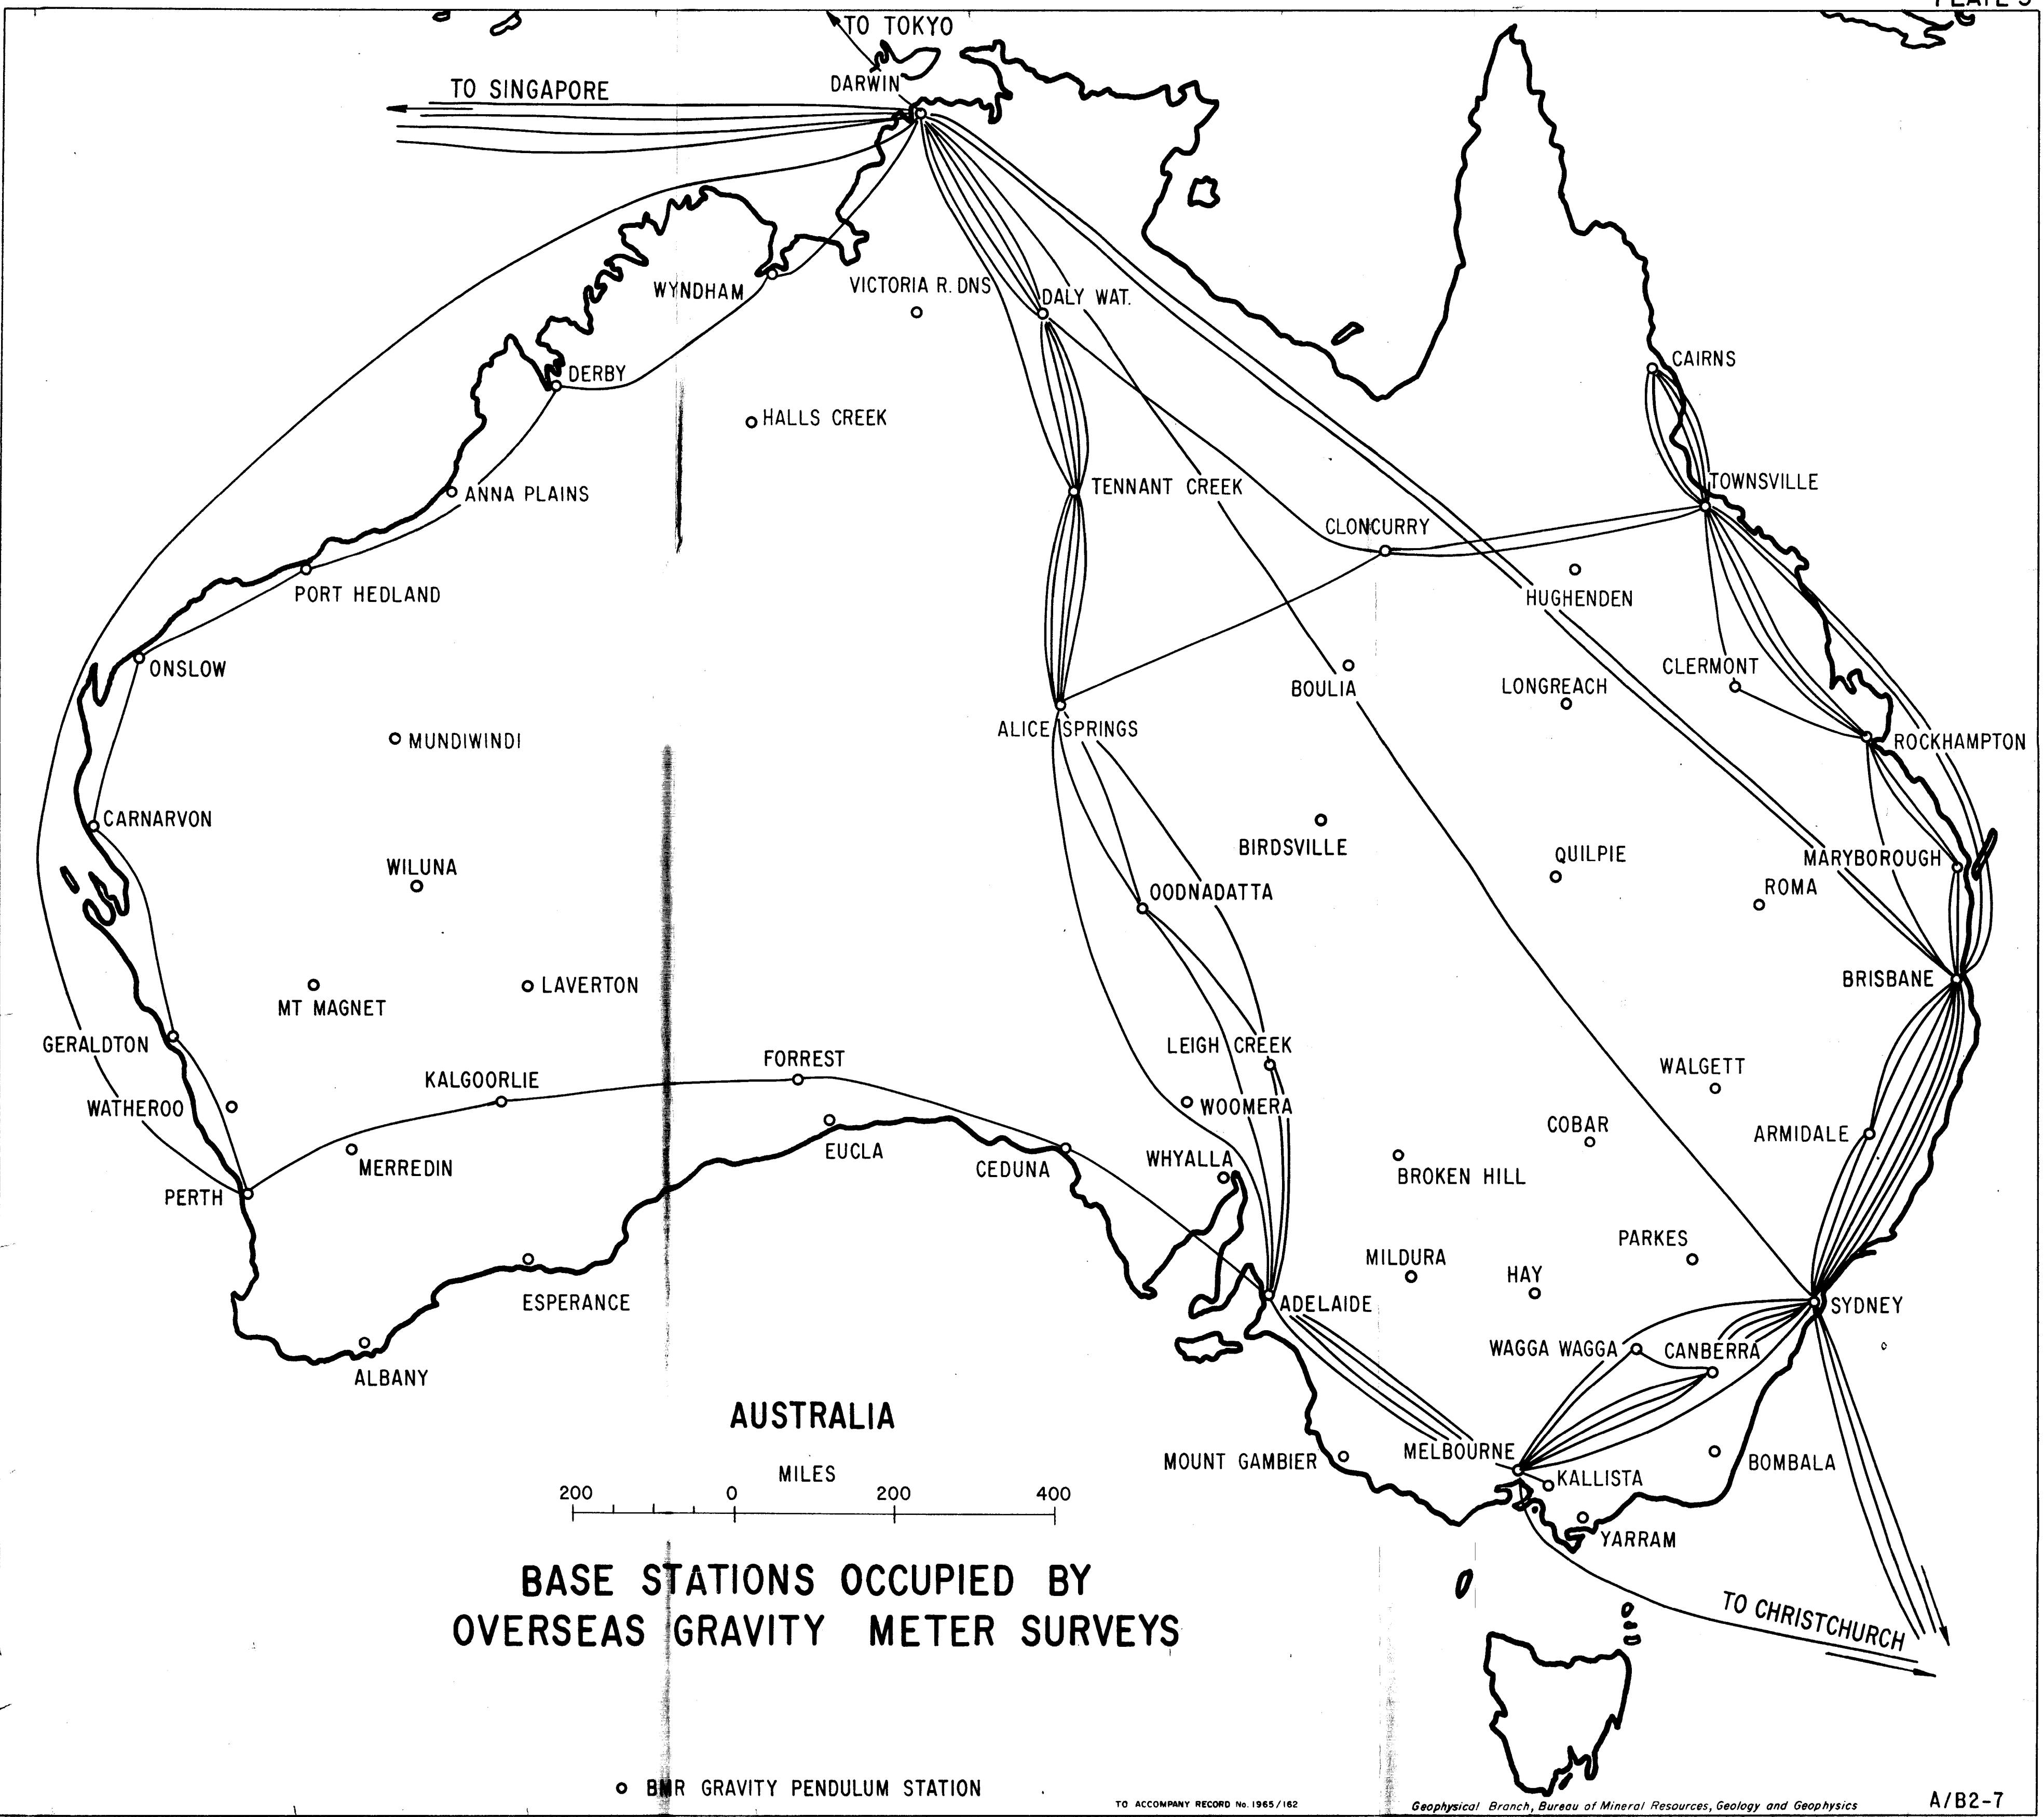 PLATE 3
TO TOKYO
DARWIN
TO SINGAPORE
WYNDHAM
VICTORIA R. DNS
DALY WAT.
DERBY
CAIRNS
HALLS CREEK
ANNA PLAINS
TENNANT CREEK
TOWNSVILLE
CLONCURRY
PORT HEDLAND
HUGHENDEN
ONSLOW
BOULIA
LONGREACH
CLERMONT
ALICE SPRINGS
ROCKHAMPTON
MUNDIWINDI
CARNARVON
BIRDSVILLE
QUILPIE
MARYBOROUGH
WILUNA
ROMA
OODNADATTA
LAVERTON
BRISBANE
MT MAGNET
GERALDTON
LEIGH CREEK
FORREST
WALGETT
KALGOORLIE
WATHEROO
WOOMERA
COBAR
ARMIDALE
EUCLA
WHYALLA
MERREDIN
CEDUNA
BROKEN HILL
PERTH
PARKES
MILDURA
HAY
ESPERANCE
ADELAIDE
SYDNEY
WAGGA WAGGA
CANBERRA
ALBANY
AUSTRALIA
MELBOURNE
MOUNT GAMBIER
BOMBALA
MILES
KALLISTA
200 0 200 400
YARRAM
BASE STATIONS OCCUPIED BY
TO CHRISTCHURCH
OVERSEAS GRAVITY METER SURVEYS
BMR GRAVITY PENDULUM STATION
TO ACCOMPANY RECORD No. 1965/162
Geophysical Branch, Bureau of Mineral Resources, Geology and Geophysics
A/B2-7